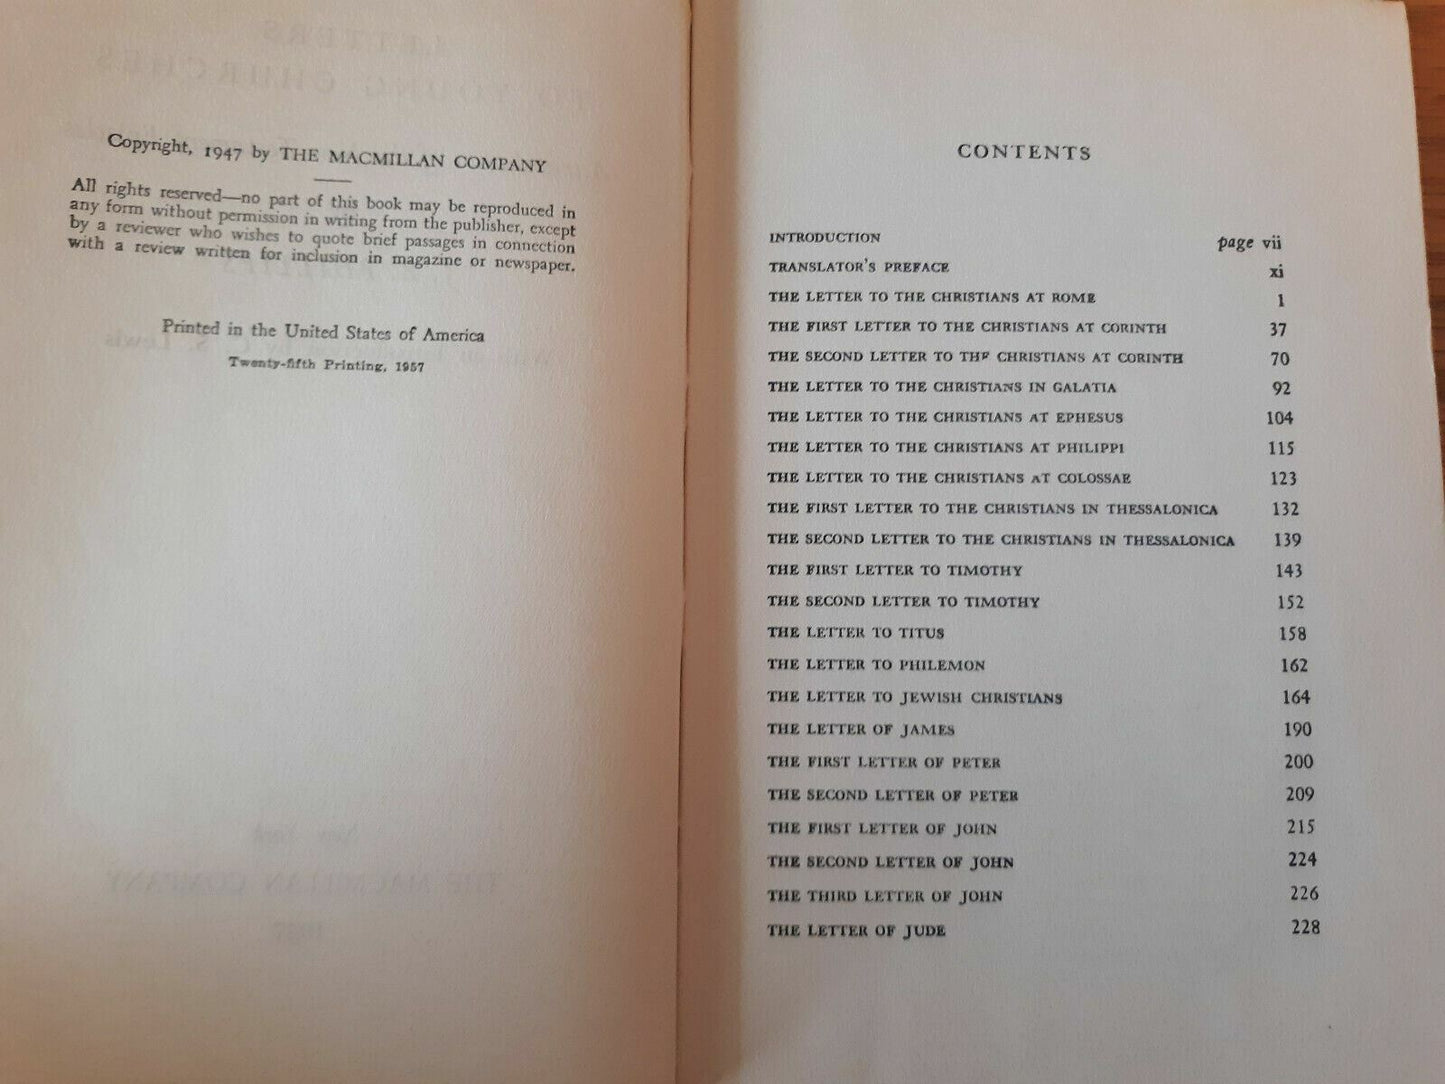 Copyright, 1947 by THE MACMILLAN COMPANY
All rights reserved—no part of this book may be reproduced in
any form without permission in writing from the publisher, except
by a reviewer who wishes to quote brief passages in connection
with a review written for inclusion in magazine or newspaper.
Printed in the United States of America
Twenty-fifth Printing, 1957
CONTENTS
INTRODUCTION page vii
TRANSLATOR'S PREFACE xi
THE LETTER TO THE CHRISTIANS AT ROME 1
THE FIRST LETTER TO THE CHRISTIANS AT CORINTH 37
THE SECOND LETTER TO THE CHRISTIANS AT CORINTH 70
THE LETTER TO THE CHRISTIANS IN GALATIA 92
THE LETTER TO THE CHRISTIANS AT EPHESUS 104
THE LETTER TO THE CHRISTIANS AT PHILIPPI 115
THE LETTER TO THE CHRISTIANS AT COLOSSAE 123
THE FIRST LETTER TO THE CHRISTIANS IN THESSALONICA 132
THE SECOND LETTER TO THE CHRISTIANS IN THESSALONICA 139
THE FIRST LETTER TO TIMOTHY 143
THE SECOND LETTER TO TIMOTHY 152
THE LETTER TO TITUS 158
THE LETTER TO PHILEMON 162
THE LETTER TO JEWISH CHRISTIANS 164
THE LETTER OF JAMES 190
THE FIRST LETTER OF PETER 200
THE SECOND LETTER OF PETER 209
THE FIRST LETTER OF JOHN 215
THE SECOND LETTER OF JOHN 224
THE THIRD LETTER OF JOHN 226
THE LETTER OF JUDE 228